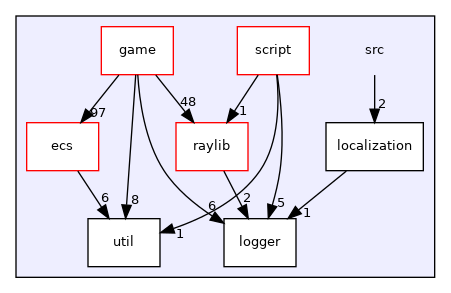 game
script
src
97
48
1
2
ecs
raylib
localization
6
8
6
2
5
1
1
util
logger